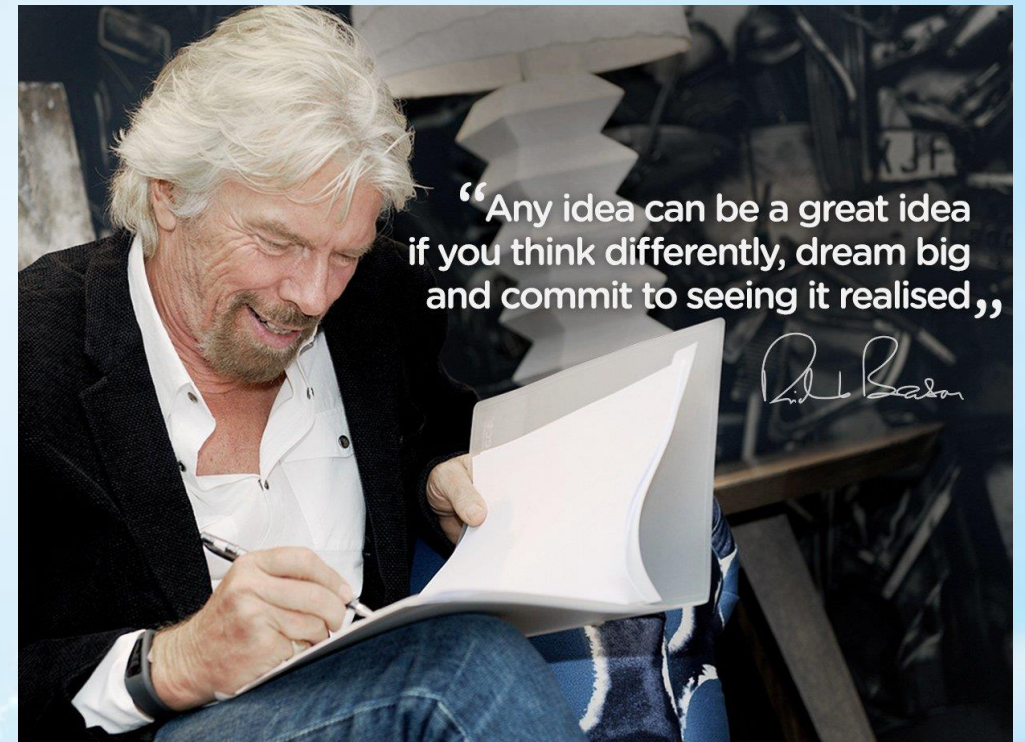 “Any idea can be a great idea
if you think differently, dream big
and commit to seeing it realised„